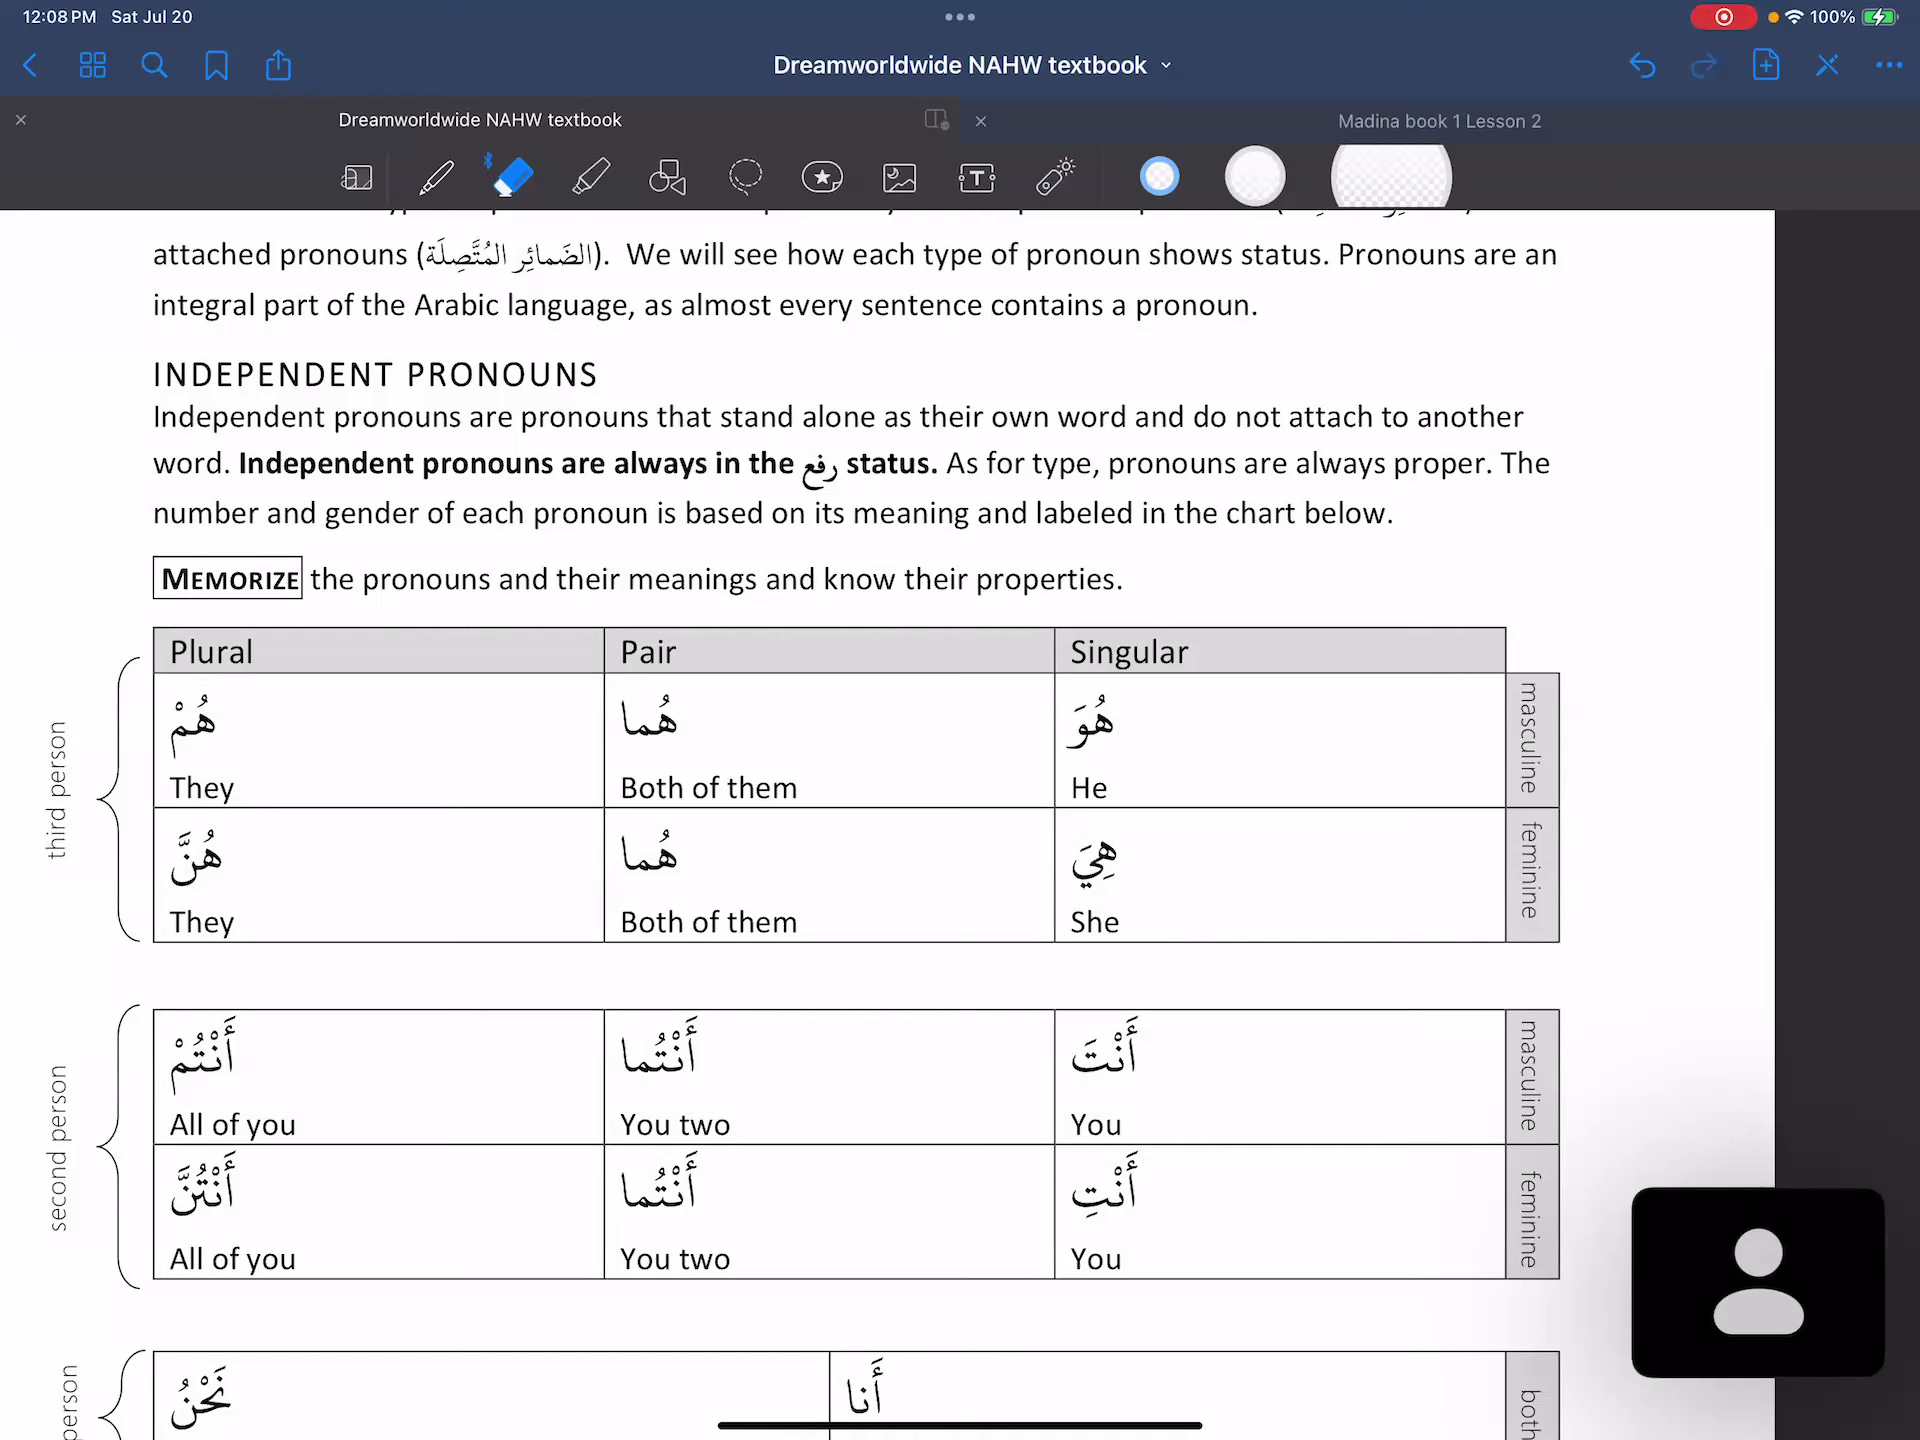 12:08 PM Sat Jul 20
100%
Dreamworldwide NAHW textbook
Dreamworldwide NAHW textbook
Madina book 1 Lesson 2
attached pronouns (الضَمائِر المُتَّصِلَة). We will see how each type of pronoun shows status. Pronouns are an
integral part of the Arabic language, as almost every sentence contains a pronoun.
INDEPENDENT PRONOUNS
Independent pronouns are pronouns that stand alone as their own word and do not attach to another
word. Independent pronouns are always in the رفع status. As for type, pronouns are always proper. The
number and gender of each pronoun is based on its meaning and labeled in the chart below.
MEMORIZE the pronouns and their meanings and know their properties.
Plural Pair Singular
third person
هُمْ هُما هُوَ
They Both of them He
masculine
هُنَّ هُما هِيَ
They Both of them She
feminine
second person
أَنْتُمْ أَنْتُما أَنْتَ
All of you You two You
masculine
أَنْتُنَّ أَنْتُما أَنْتِ
All of you You two You
feminine
person
نَحْنُ أَنا
both